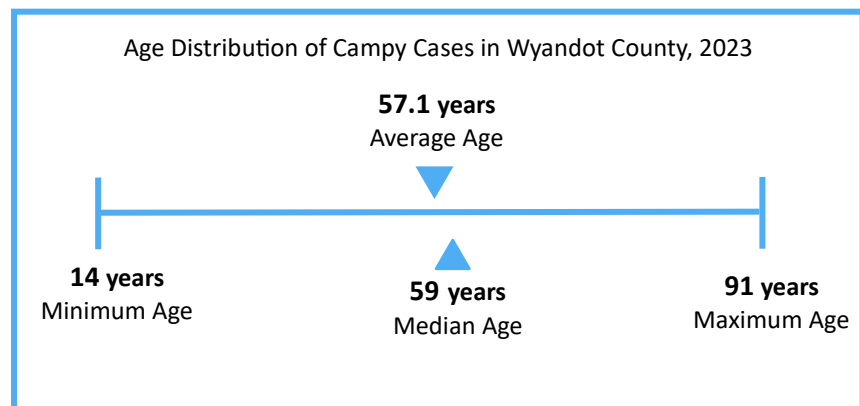 Age Distribution of Campy Cases in Wyandot County, 2023
57.1 years
Average Age
14 years
Minimum Age
59 years
Median Age
91 years
Maximum Age